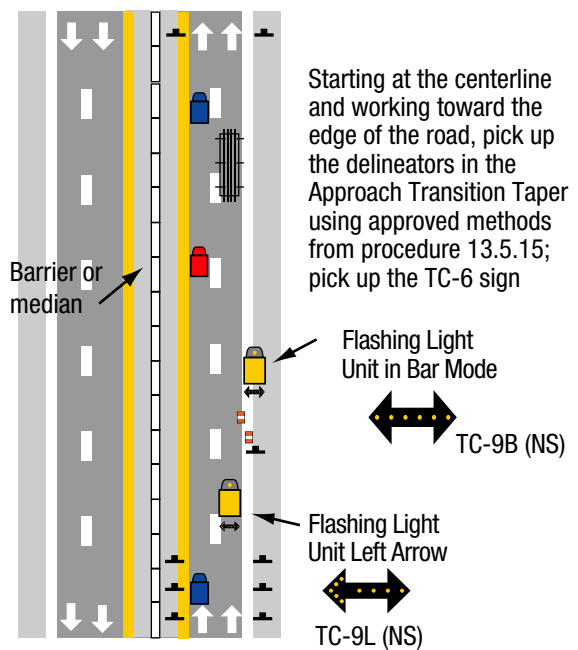 Starting at the centerline
and working toward the
edge of the road, pick up
the delineators in the
Approach Transition Taper
using approved methods
from procedure 13.5.15;
pick up the TC-6 sign
Barrier or
median
Flashing Light
Unit in Bar Mode
TC-9B (NS)
Flashing Light
Unit Left Arrow
TC-9L (NS)